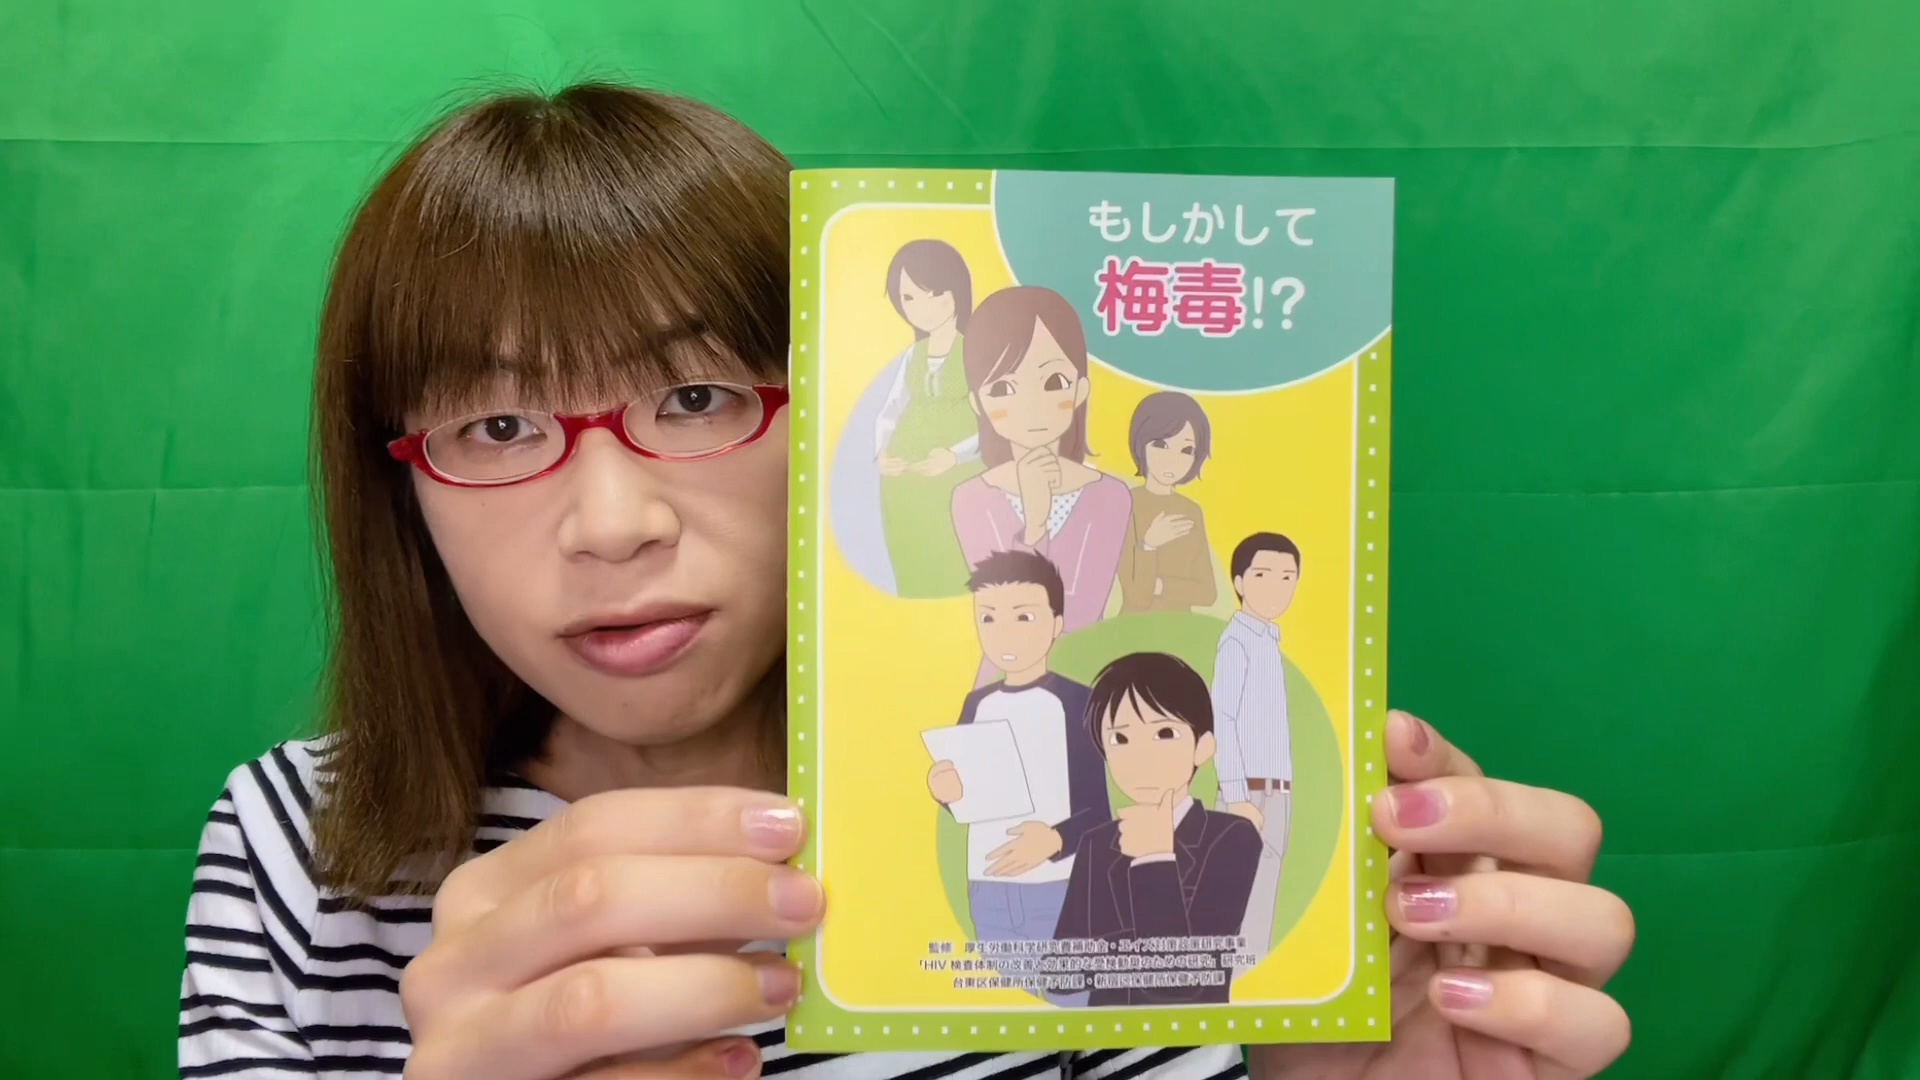 もしかして
梅毒!?
監修　厚生労働科学研究費補助金・エイズ対策政策研究事業
「HIV 検査体制の改善と効果的な受検勧奨のための研究」研究班
台東区保健所保健予防課・新宿区保健所保健予防課